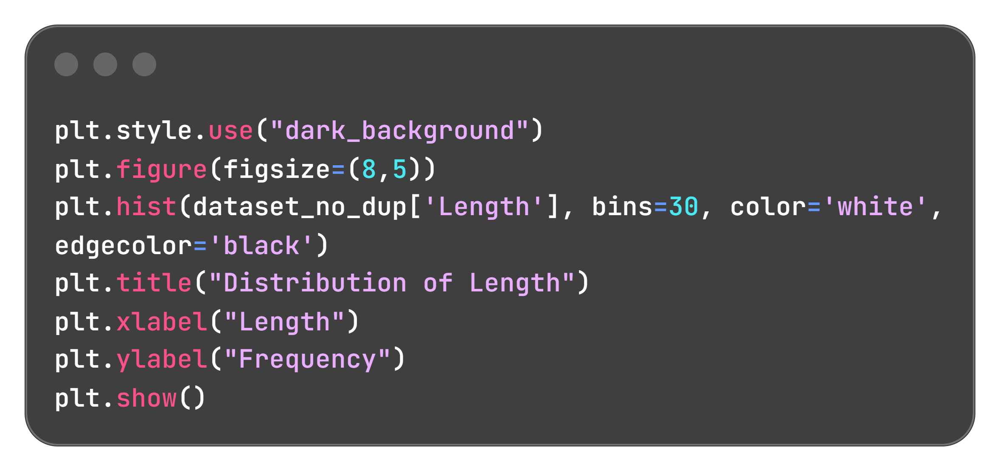 plt.style.use("dark_background")
plt.figure(figsize=(8,5))
plt.hist(dataset_no_dup['Length'], bins=30, color='white',
edgecolor='black')
plt.title("Distribution of Length")
plt.xlabel("Length")
plt.ylabel("Frequency")
plt.show()